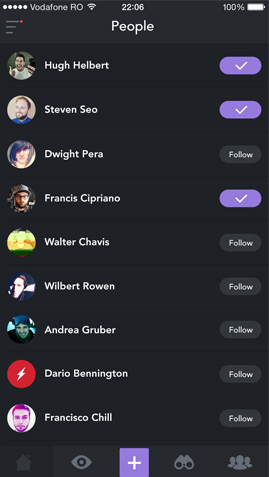 Vodafone RO 22:06 100%
People
Hugh Helbert
Steven Seo
Dwight Pera Follow
Francis Cipriano
Walter Chavis Follow
Wilbert Rowen Follow
Andrea Gruber Follow
Dario Bennington Follow
Francisco Chill Follow